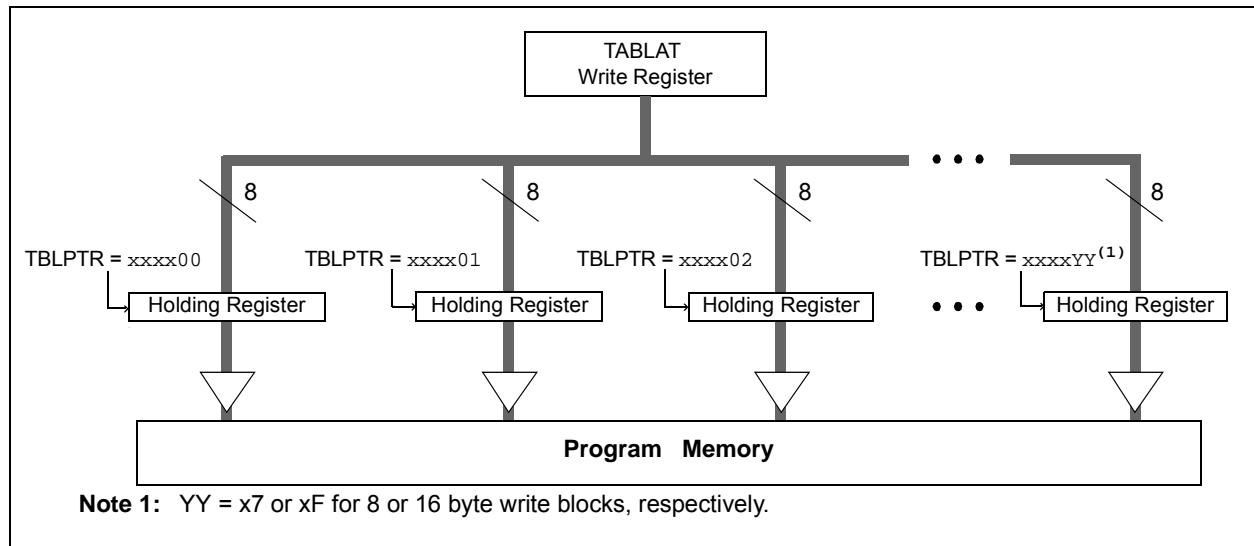 TABLAT
Write Register
8 8 8 8
TBLPTR = xxxx00 TBLPTR = xxxx01 TBLPTR = xxxx02 TBLPTR = xxxxYY(1)
Holding Register Holding Register Holding Register Holding Register
Program Memory
Note 1: YY = x7 or xF for 8 or 16 byte write blocks, respectively.